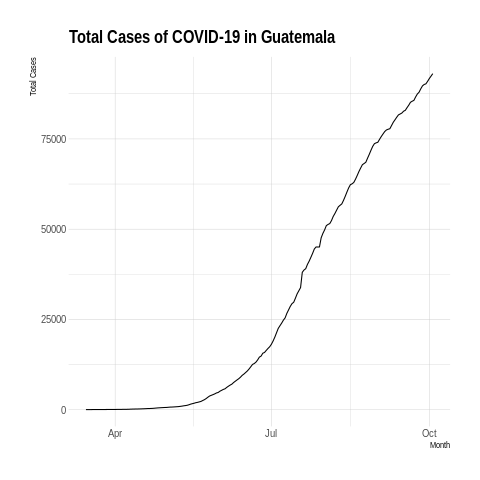 Total Cases of COVID-19 in Guatemala
Total Cases
75000
50000
25000
0
Apr Jul Oct
Month